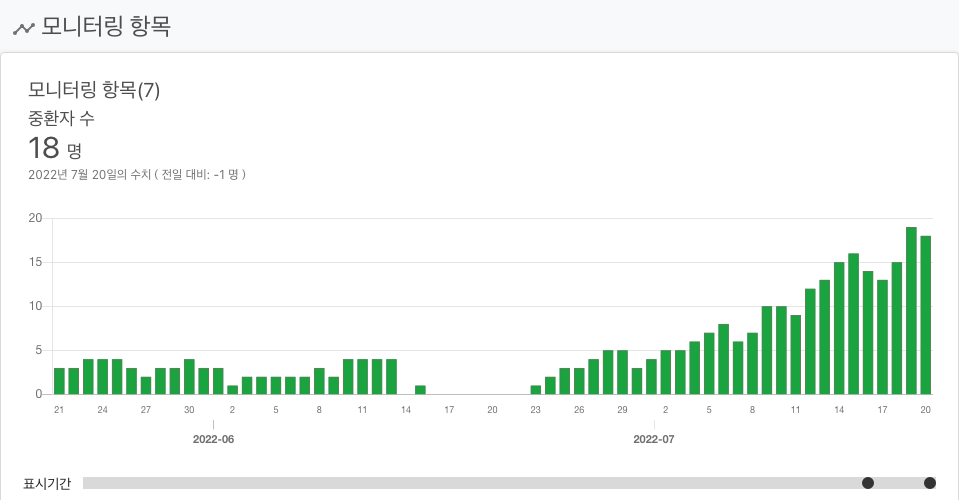 모니터링 항목
모니터링 항목(7)
중환자 수
18 명
2022년 7월 20일의 수치 ( 전일 대비: -1 명 )
20
15
10
5
0
21 24 27 30 2 5 8 11 14 17 20 23 26 29 2 5 8 11 14 17 20
2022-06 2022-07
표시기간